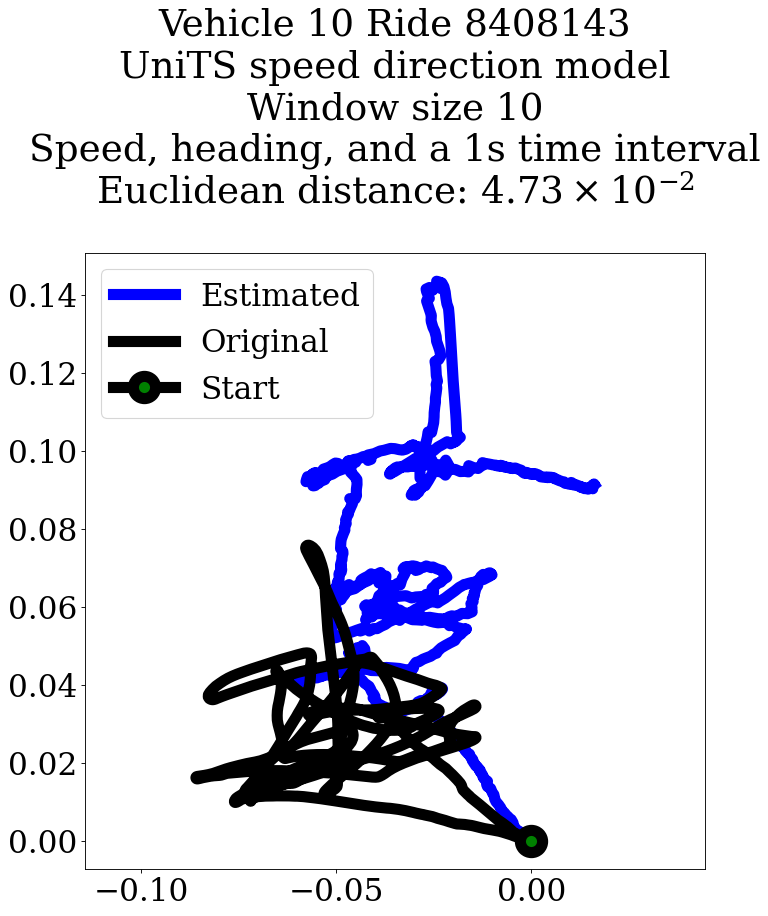 Vehicle 10 Ride 8408143
UniTS speed direction model
Window size 10
Speed, heading, and a 1s time interval
Euclidean distance: 4.73 × 10⁻²
Estimated
Original
Start
0.14
0.12
0.10
0.08
0.06
0.04
0.02
0.00
−0.10
−0.05
0.00